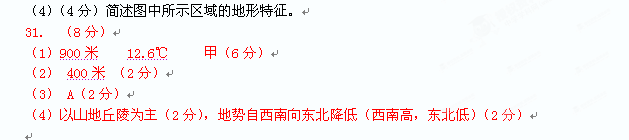 （4）（4分）简述图中所示区域的地形特征。
31. （8分）
（1）900米 12.6℃ 甲（6分）
（2） 400米 （2分）
（3） A（2分）
（4）以山地丘陵为主（2分），地势自西南向东北降低（西南高，东北低）（2分）